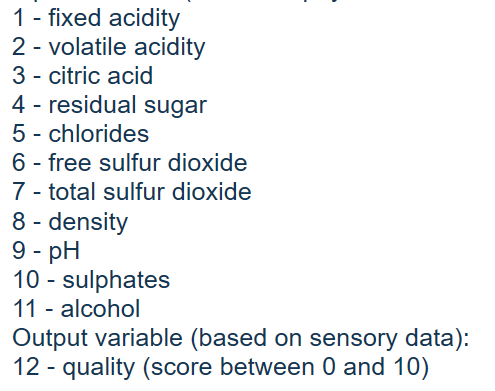 1 - fixed acidity
2 - volatile acidity
3 - citric acid
4 - residual sugar
5 - chlorides
6 - free sulfur dioxide
7 - total sulfur dioxide
8 - density
9 - pH
10 - sulphates
11 - alcohol
Output variable (based on sensory data):
12 - quality (score between 0 and 10)